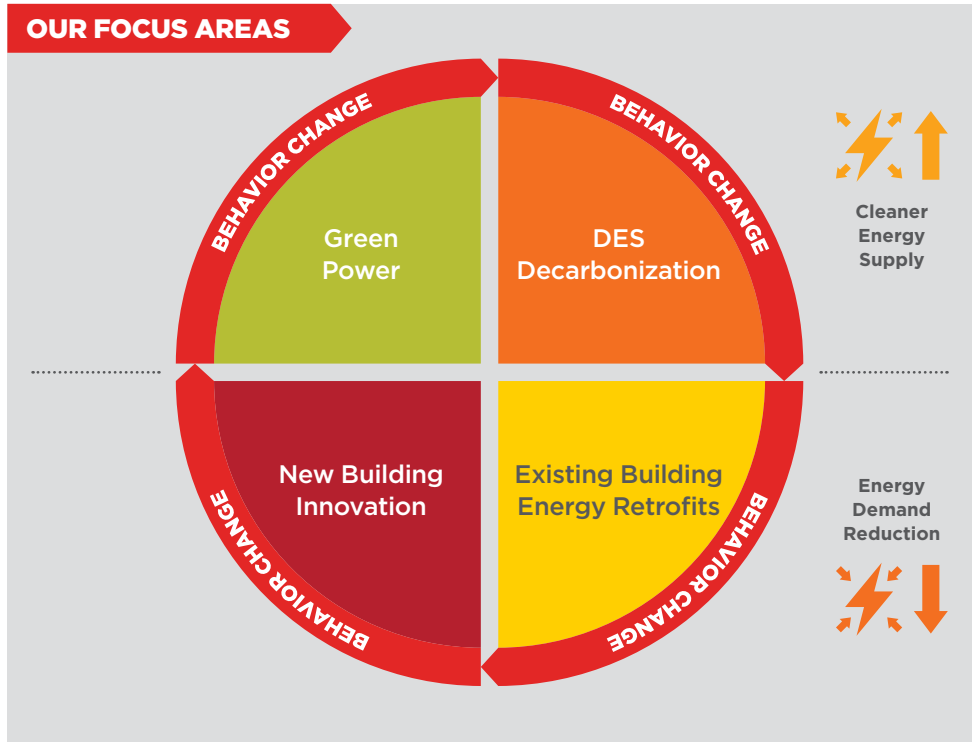 OUR FOCUS AREAS
BEHAVIOR CHANGE
BEHAVIOR CHANGE
Green
Power
DES
Decarbonization
Cleaner
Energy
Supply
New Building
Innovation
Existing Building
Energy Retrofits
Energy
Demand
Reduction
BEHAVIOR CHANGE
BEHAVIOR CHANGE